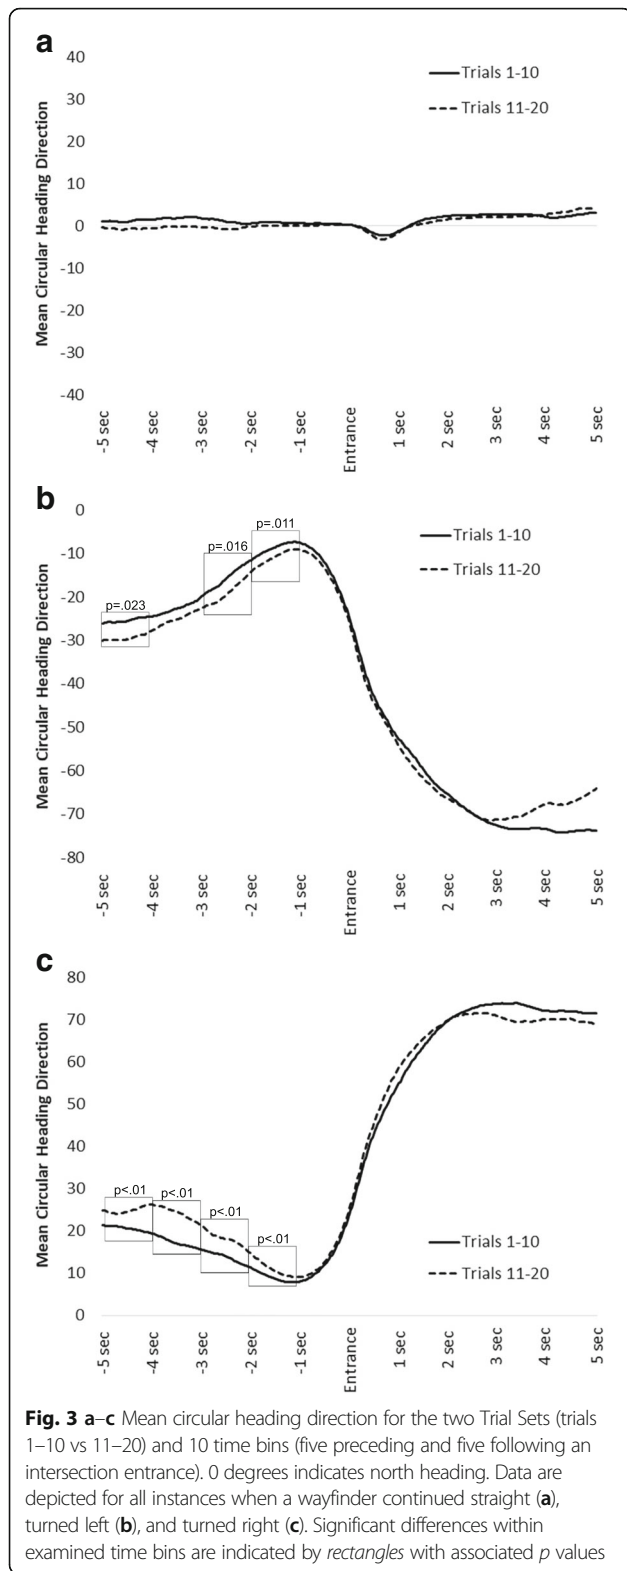 a
40
30
20
10
0
-10
-20
-30
-40
Mean Circular Heading Direction
Trials 1-10
Trials 11-20
-5 sec
-4 sec
-3 sec
-2 sec
-1 sec
Entrance
1 sec
2 sec
3 sec
4 sec
5 sec
b
0
-10
-20
-30
-40
-50
-60
-70
-80
Mean Circular Heading Direction
p=.023
p=.016
p=.011
Trials 1-10
Trials 11-20
-5 sec
-4 sec
-3 sec
-2 sec
-1 sec
Entrance
1 sec
2 sec
3 sec
4 sec
5 sec
c
80
70
60
50
40
30
20
10
0
Mean Circular Heading Direction
p<.01
p<.01
p<.01
p<.01
Trials 1-10
Trials 11-20
-5 sec
-4 sec
-3 sec
-2 sec
-1 sec
Entrance
1 sec
2 sec
3 sec
4 sec
5 sec
Fig. 3 a–c Mean circular heading direction for the two Trial Sets (trials
1–10 vs 11–20) and 10 time bins (five preceding and five following an
intersection entrance). 0 degrees indicates north heading. Data are
depicted for all instances when a wayfinder continued straight (a),
turned left (b), and turned right (c). Significant differences within
examined time bins are indicated by rectangles with associated p values